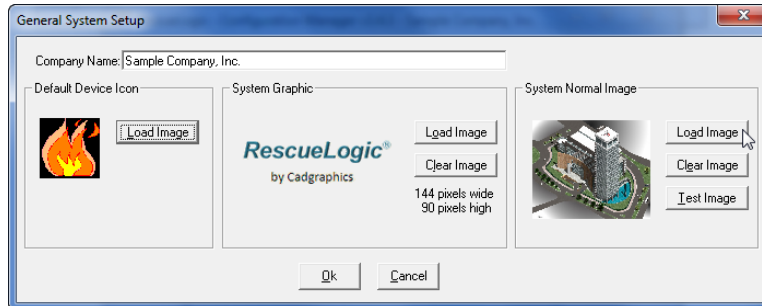 General System Setup
Company Name: Sample Company, Inc.
Default Device Icon
Load Image
System Graphic
RescueLogic®
by Cadgraphics
Load Image
Clear Image
144 pixels wide
90 pixels high
System Normal Image
Load Image
Clear Image
Test Image
Ok
Cancel